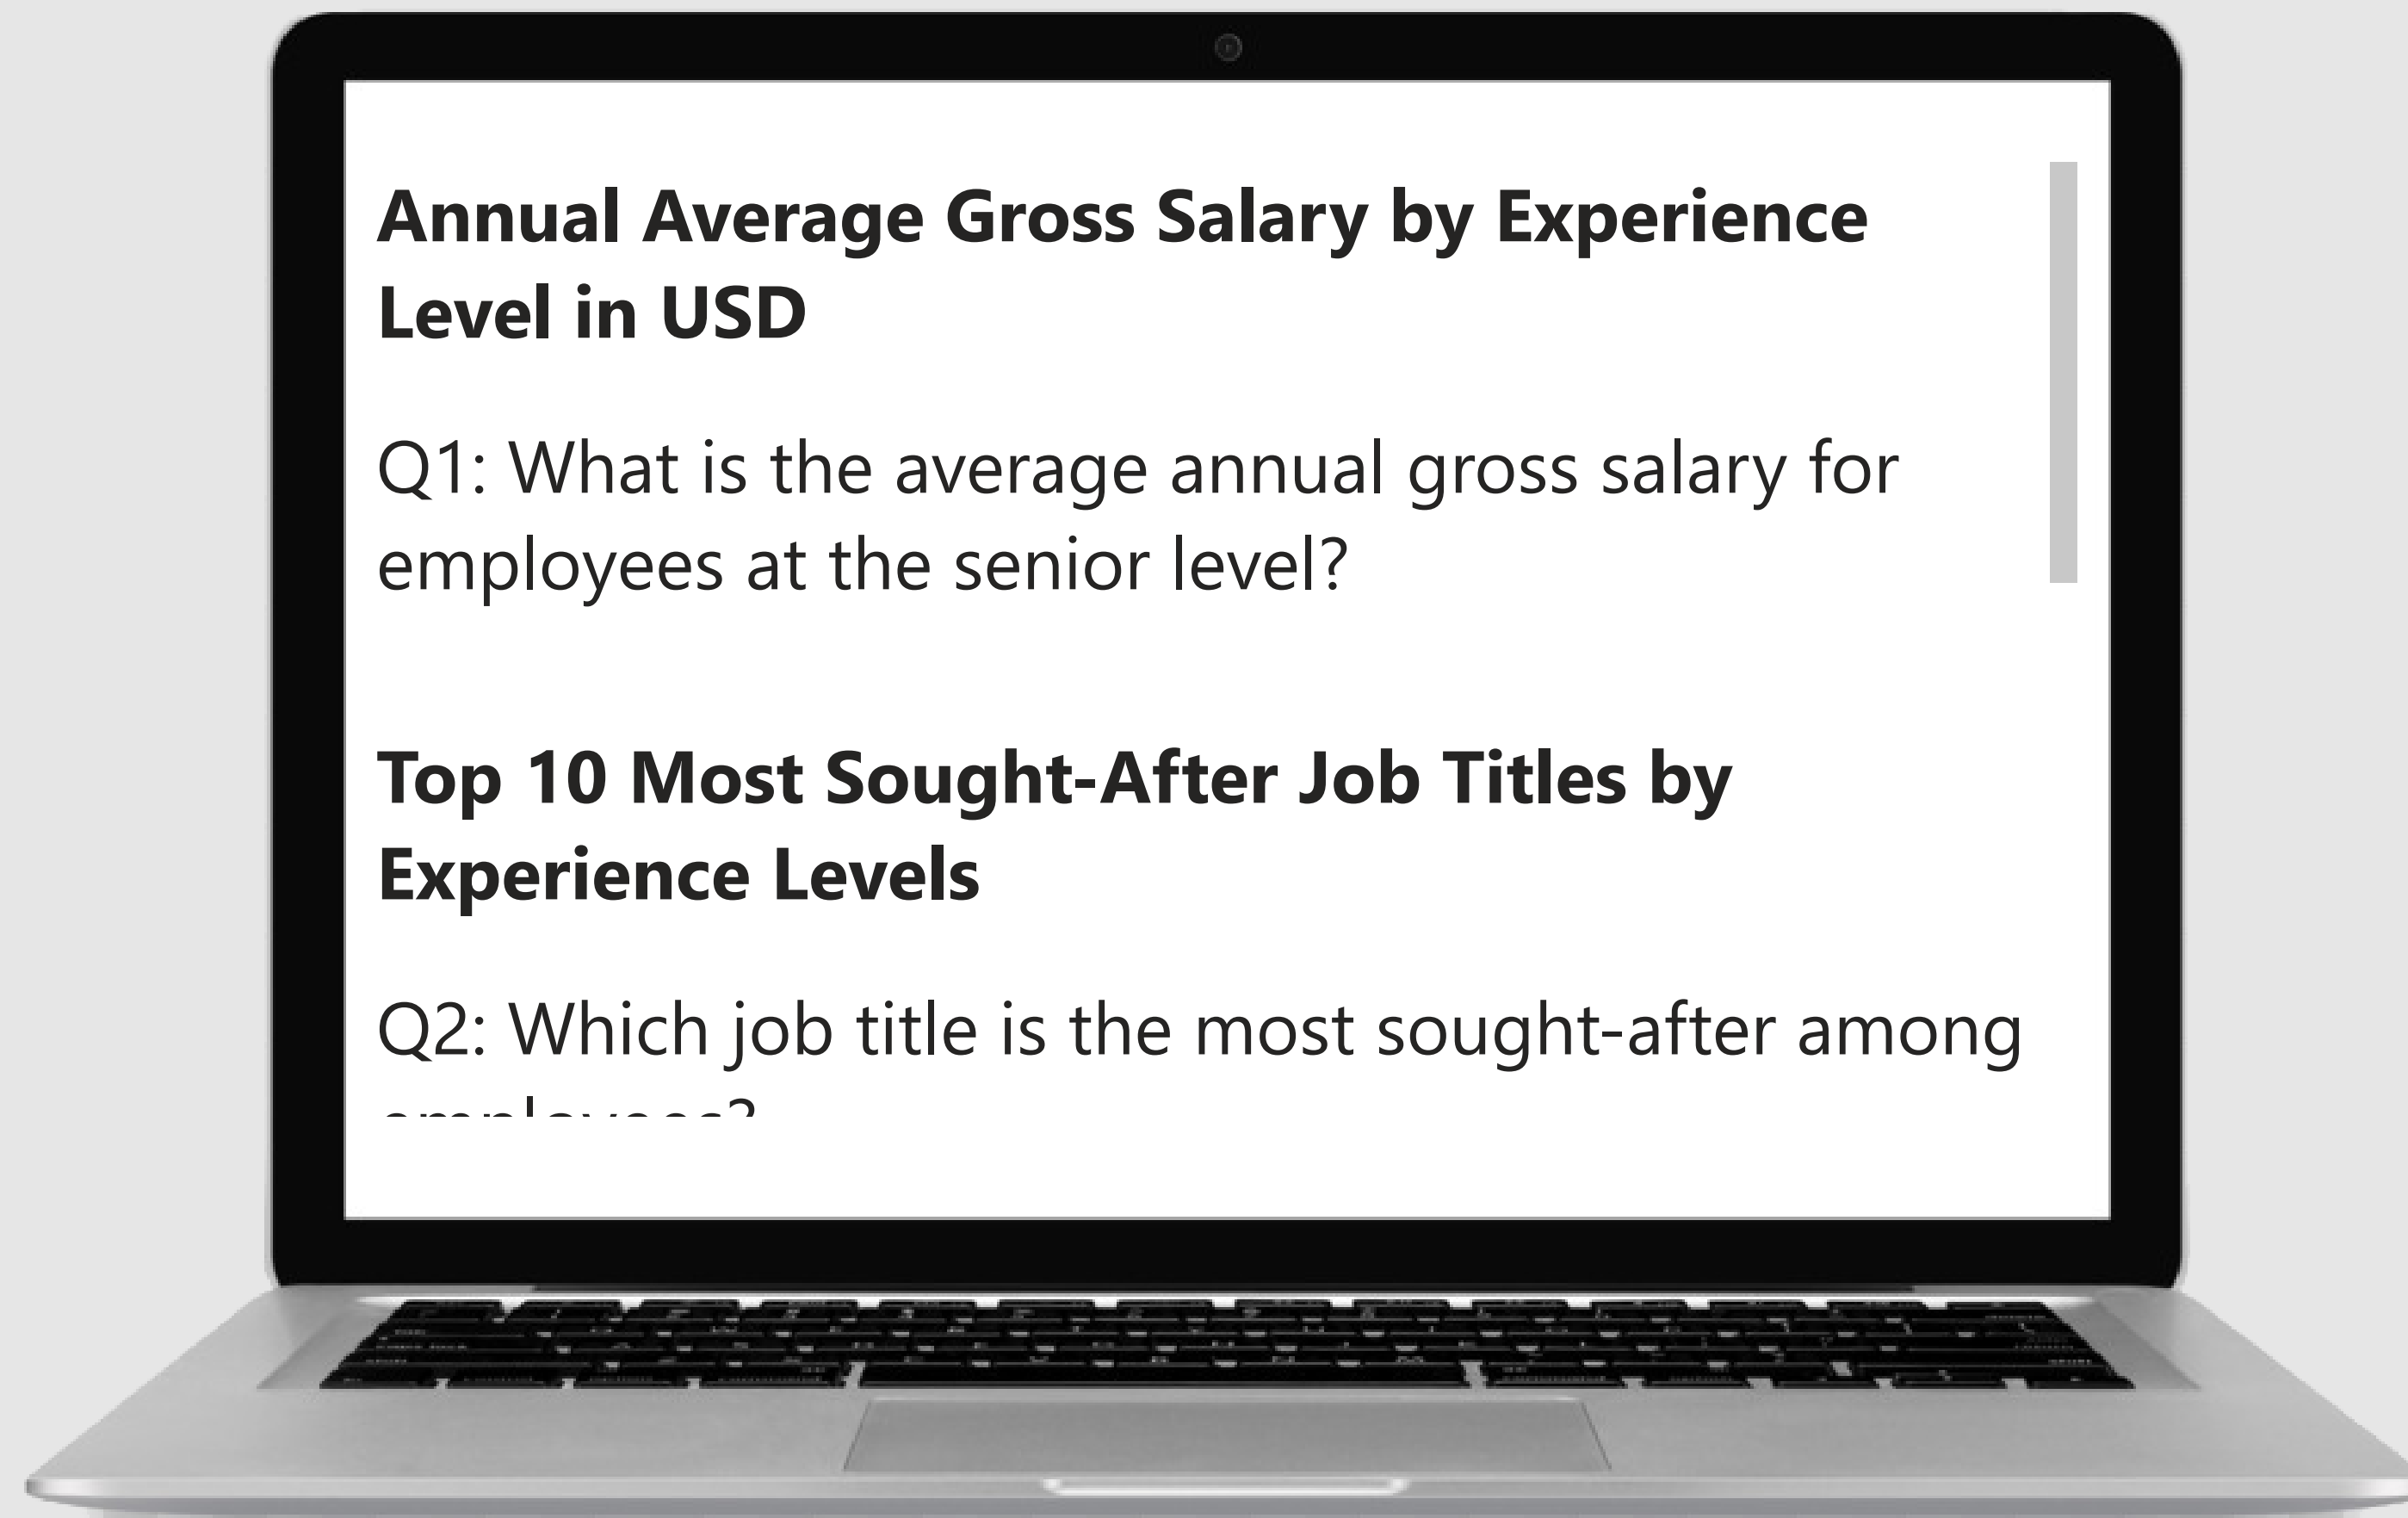 Annual Average Gross Salary by Experience
Level in USD
Q1: What is the average annual gross salary for
employees at the senior level?
Top 10 Most Sought-After Job Titles by
Experience Levels
Q2: Which job title is the most sought-after among
employees?